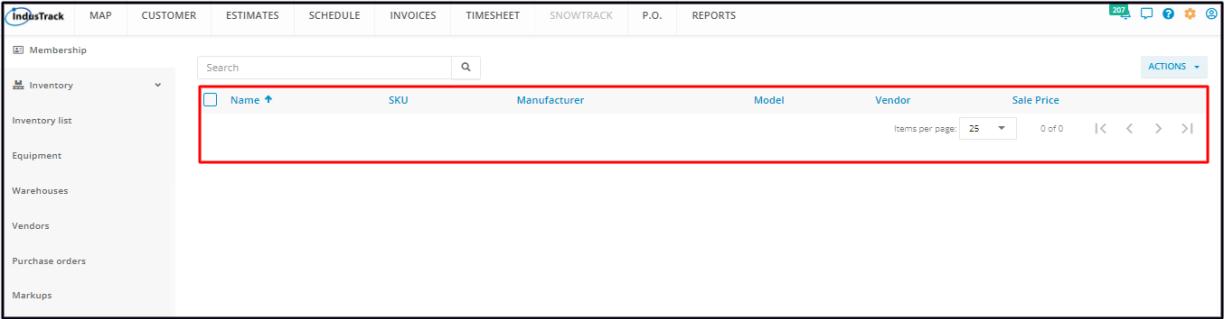 IndusTrack MAP CUSTOMER ESTIMATES SCHEDULE INVOICES TIMESHEET SNOWTRACK P.O. REPORTS 207
Membership
Search ACTIONS
Inventory
Name SKU Manufacturer Model Vendor Sale Price
Inventory list
Items per page: 25 0 of 0
Equipment
Warehouses
Vendors
Purchase orders
Markups